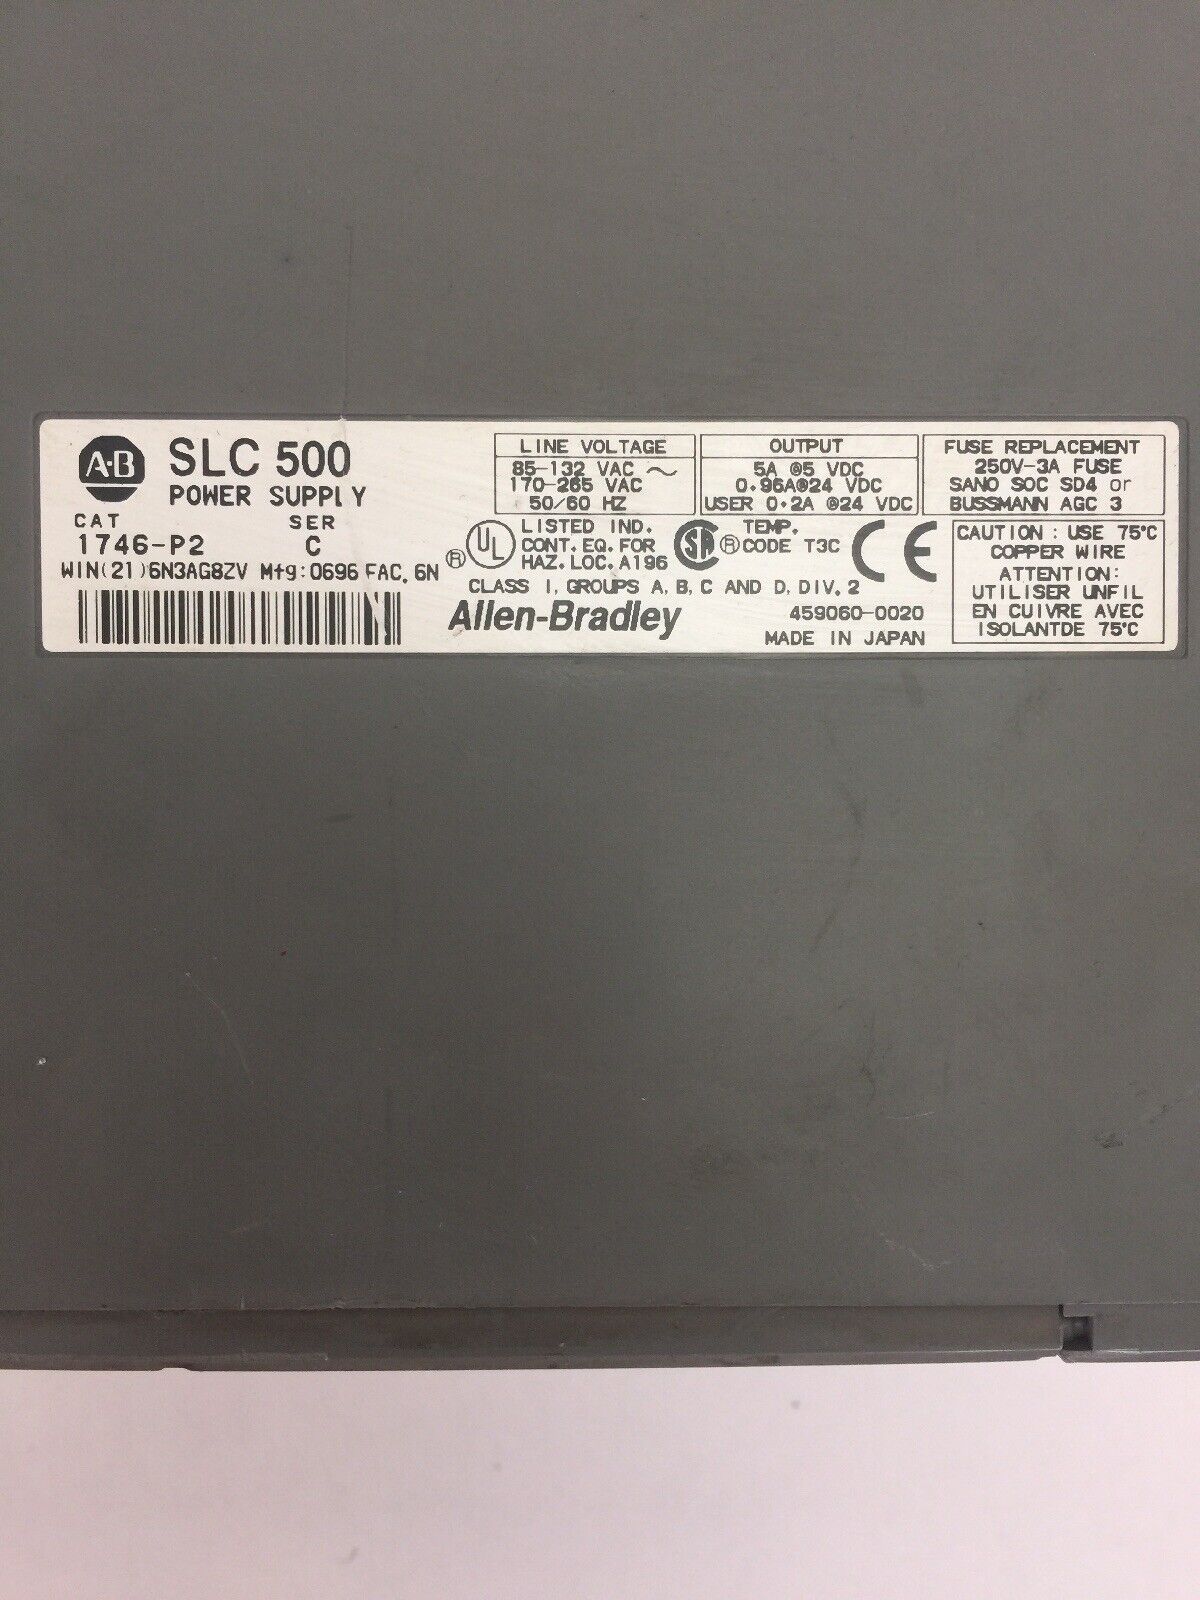 A-B
SLC 500
POWER SUPPLY
CAT SER
1746-P2 C
WIN(21)6N3AG8ZV Mfg:0696 FAC. 6N
LINE VOLTAGE
85-132 VAC ~
170-265 VAC
50/60 HZ
OUTPUT
5A @5 VDC
0.96A@24 VDC
USER 0.2A @24 VDC
FUSE REPLACEMENT
250V-3A FUSE
SANO SOC SD4 or
BUSSMANN AGC 3
® UL
LISTED IND.
CONT. EQ. FOR
HAZ. LOC. A196
SA ®
TEMP.
CODE T3C
CE
CLASS I, GROUPS A, B, C AND D, DIV. 2
Allen-Bradley
459060-0020
MADE IN JAPAN
CAUTION : USE 75°C
COPPER WIRE
ATTENTION:
UTILISER UNFIL
EN CUIVRE AVEC
ISOLANTDE 75°C